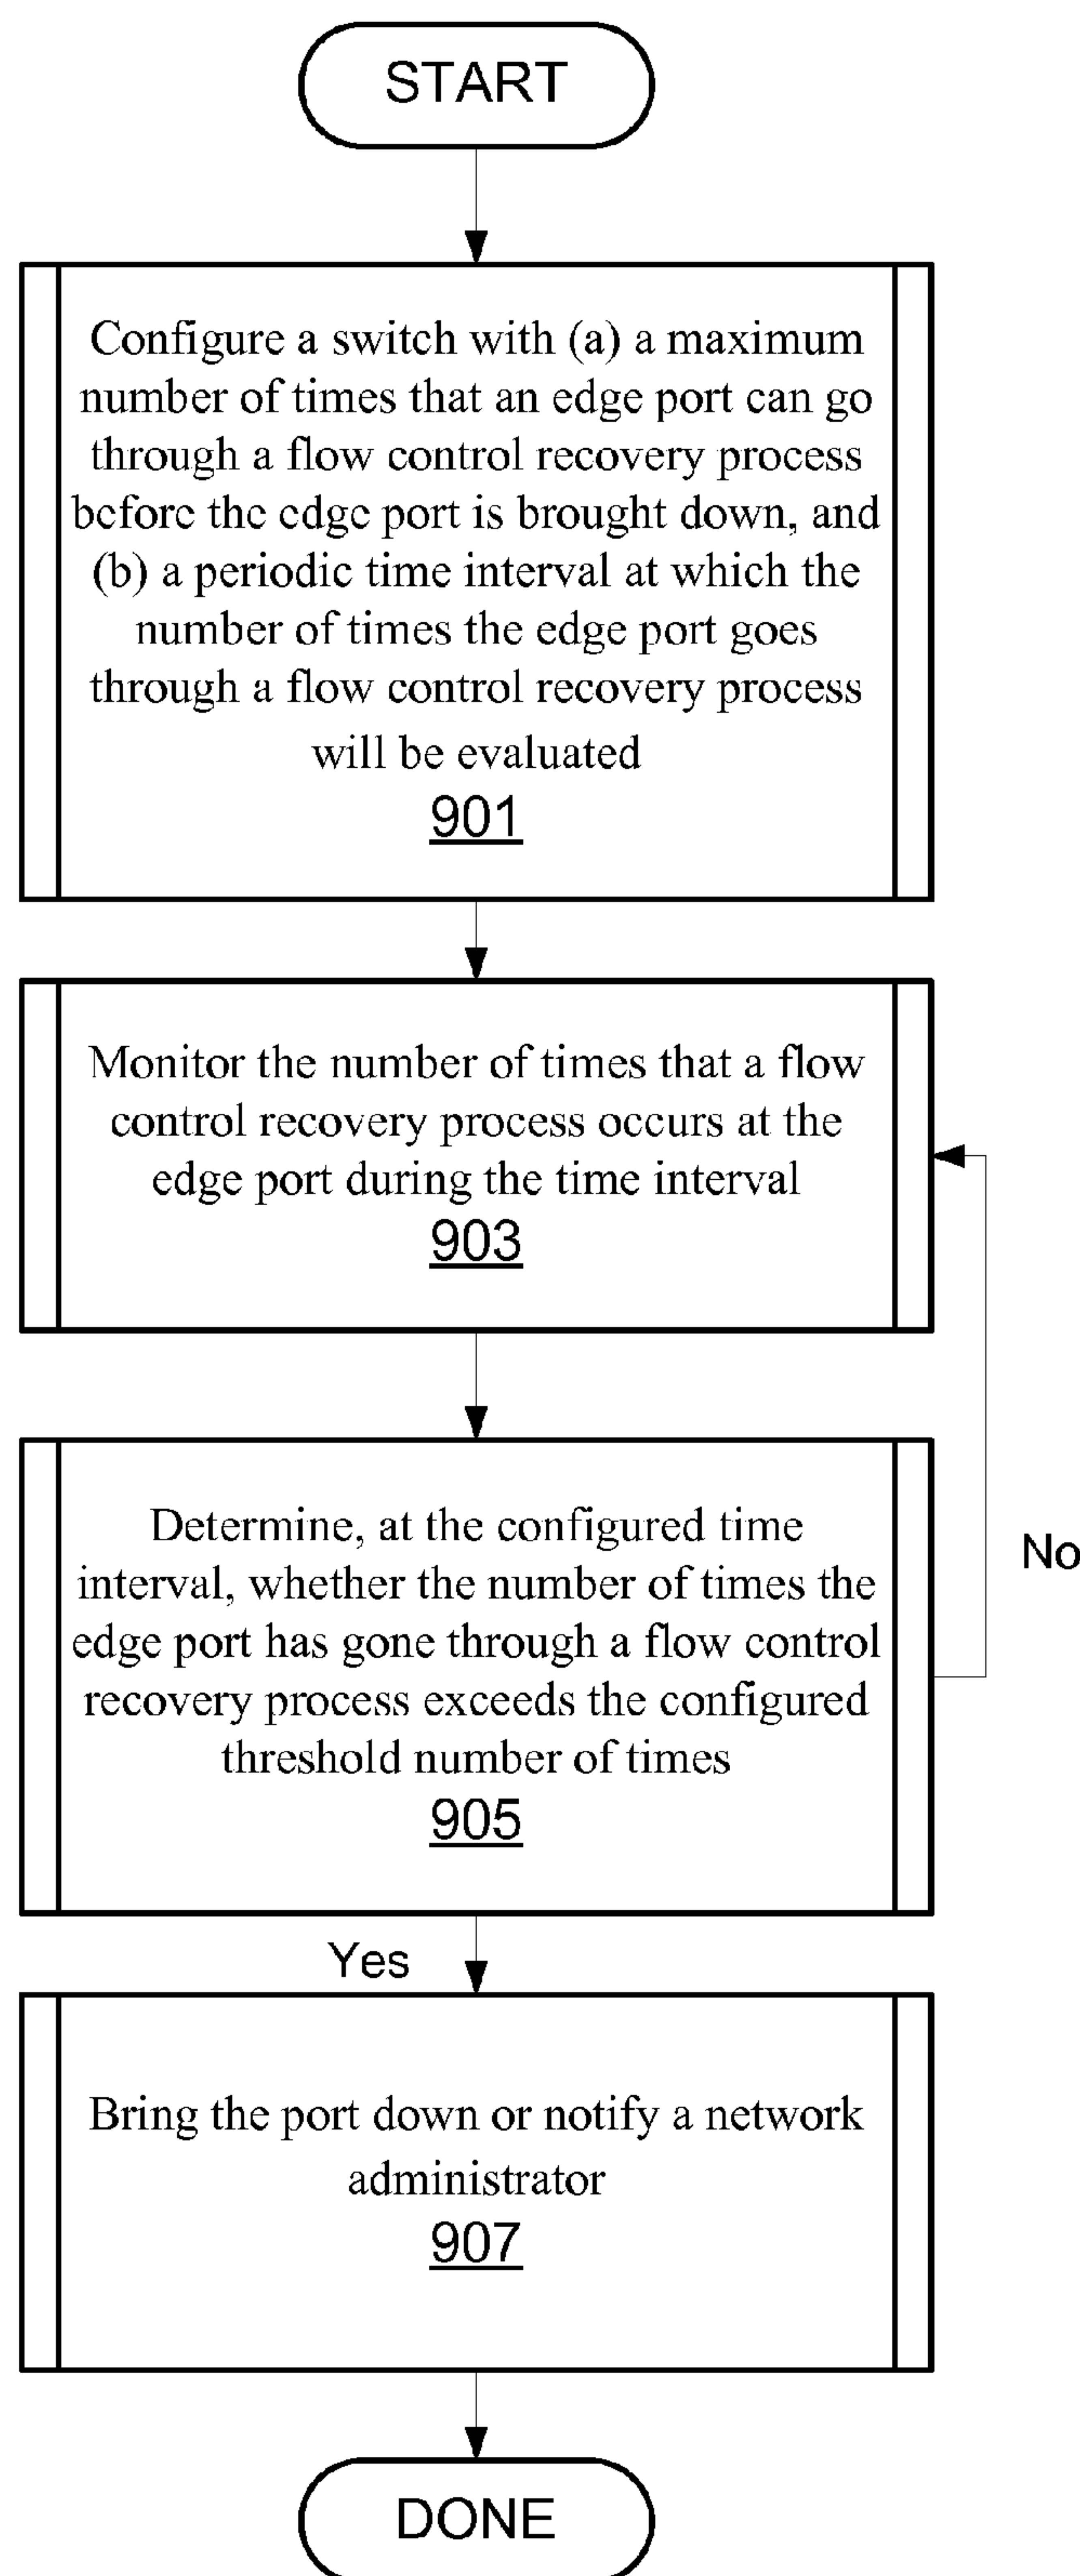 START
Configure a switch with (a) a maximum
number of times that an edge port can go
through a flow control recovery process
before the edge port is brought down, and
(b) a periodic time interval at which the
number of times the edge port goes
through a flow control recovery process
will be evaluated
901
Monitor the number of times that a flow
control recovery process occurs at the
edge port during the time interval
903
Determine, at the configured time
interval, whether the number of times the
edge port has gone through a flow control
recovery process exceeds the configured
threshold number of times
905
No
Yes
Bring the port down or notify a network
administrator
907
DONE